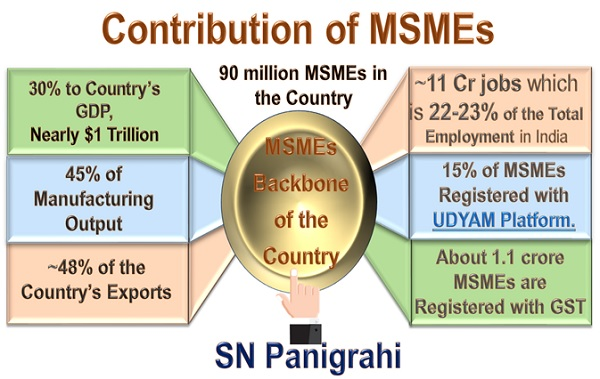 Contribution of MSMEs
90 million MSMEs in
the Country
30% to Country's
GDP,
Nearly $1 Trillion
45% of
Manufacturing
Output
~48% of the
Country's Exports
MSMEs
Backbone
of the
Country
~11 Cr jobs which
is 22-23% of the Total
Employment in India
15% of MSMEs
Registered with
UDYAM Platform.
About 1.1 crore
MSMEs are
Registered with GST
SN Panigrahi